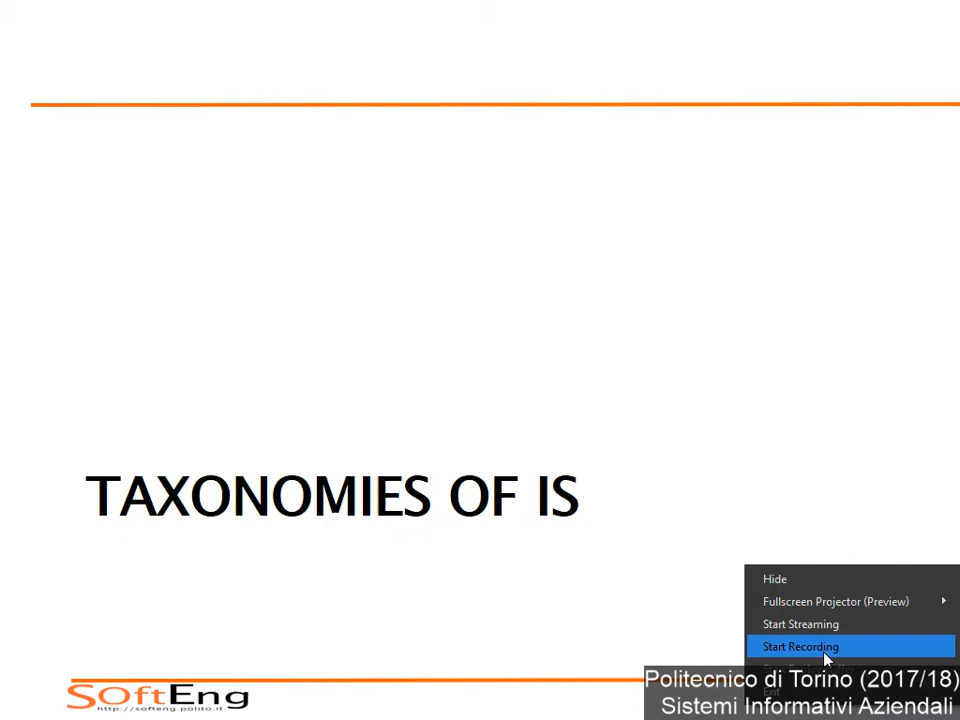 TAXONOMIES OF IS
Hide
Fullscreen Projector (Preview)
Start Streaming
Start Recording
Exit
SOftEng
http://softeng.polito.it
Politecnico di Torino (2017/18)
Sistemi Informativi Aziendali